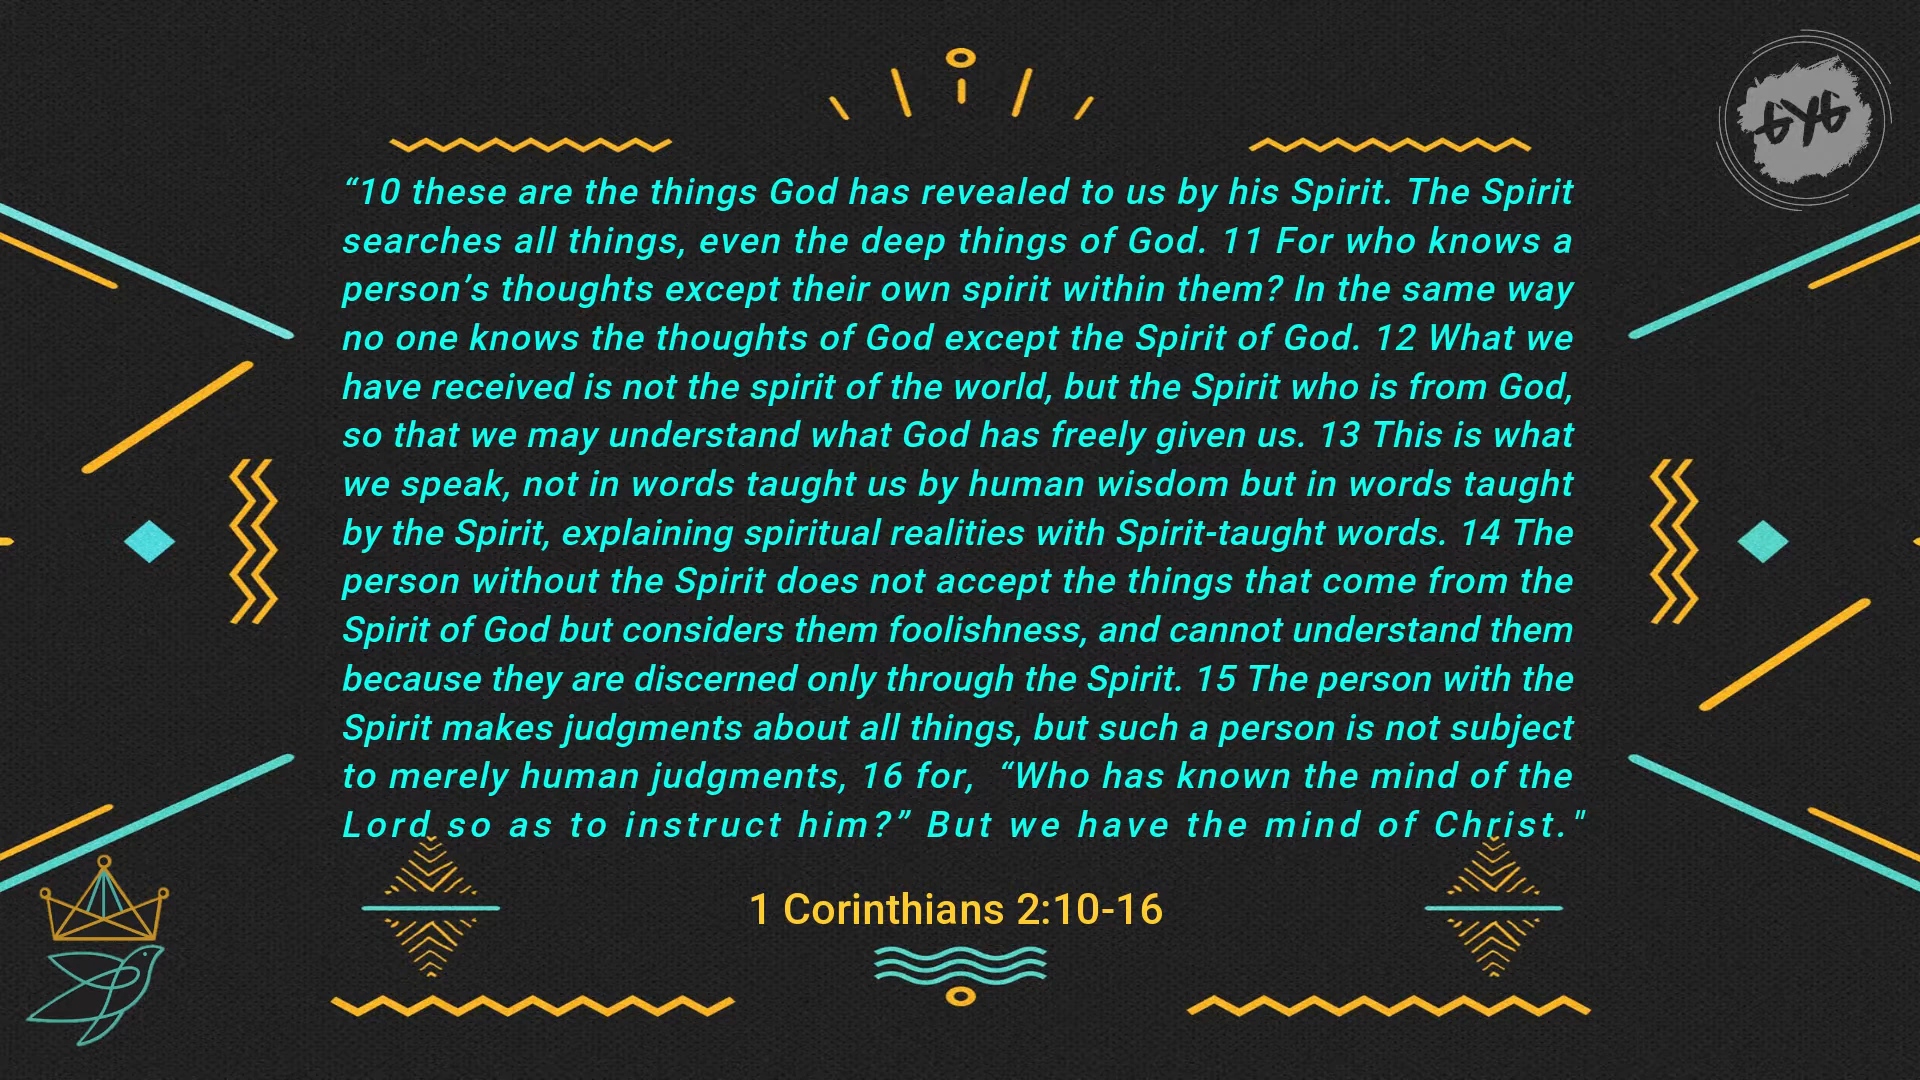 GYG
“10 these are the things God has revealed to us by his Spirit. The Spirit
searches all things, even the deep things of God. 11 For who knows a
person’s thoughts except their own spirit within them? In the same way
no one knows the thoughts of God except the Spirit of God. 12 What we
have received is not the spirit of the world, but the Spirit who is from God,
so that we may understand what God has freely given us. 13 This is what
we speak, not in words taught us by human wisdom but in words taught
by the Spirit, explaining spiritual realities with Spirit-taught words. 14 The
person without the Spirit does not accept the things that come from the
Spirit of God but considers them foolishness, and cannot understand them
because they are discerned only through the Spirit. 15 The person with the
Spirit makes judgments about all things, but such a person is not subject
to merely human judgments, 16 for,  “Who has known the mind of the
Lord so as to instruct him?” But we have the mind of Christ."
1 Corinthians 2:10-16